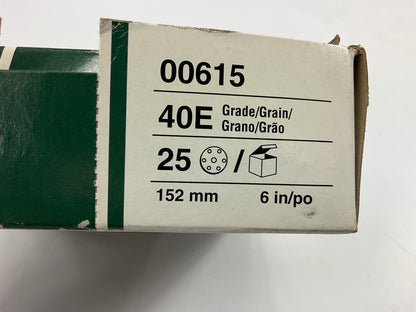 00615
40E Grade/Grain/
Grano/Grão
25 /
152 mm 6 in/po